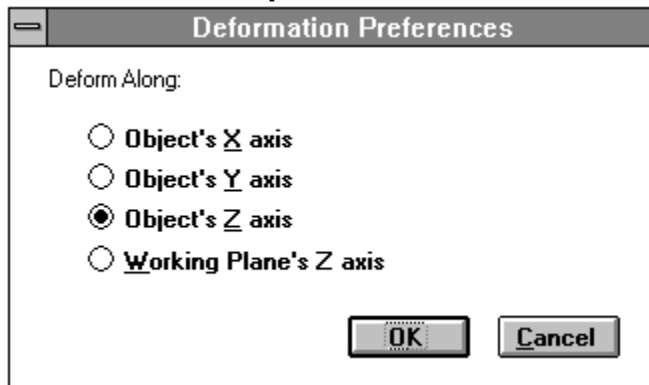 Deformation Preferences
Deform Along:
Object's X axis
Object's Y axis
Object's Z axis
Working Plane's Z axis
OK
Cancel